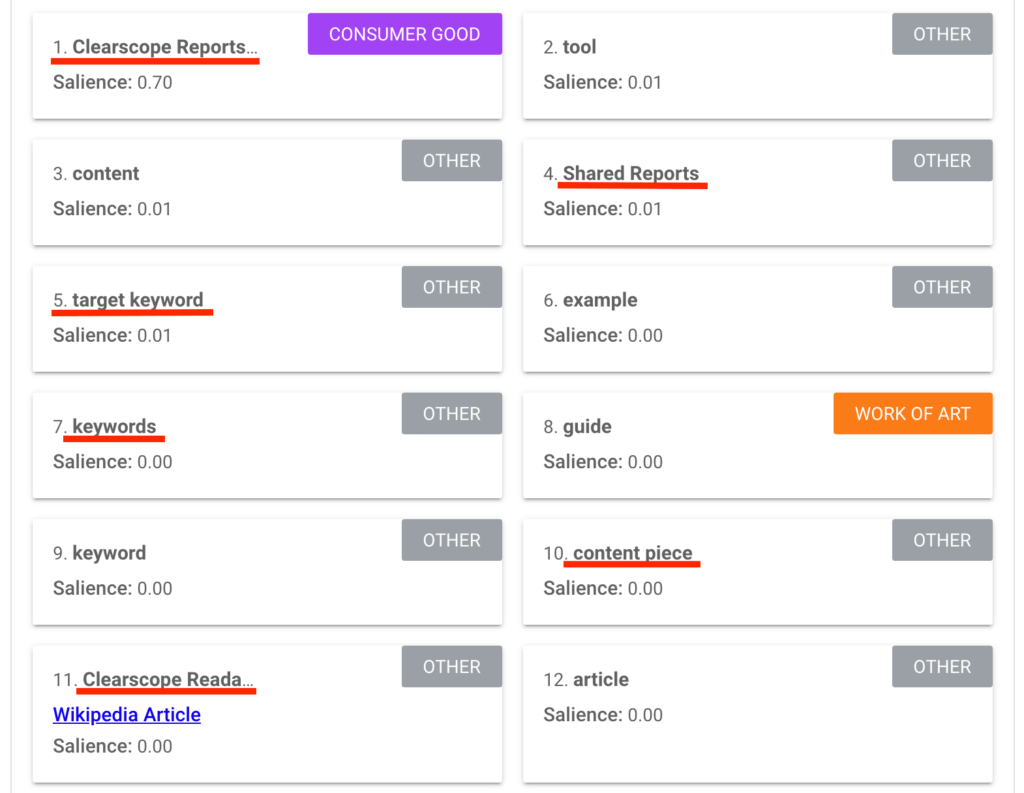 1. Clearscope Reports...
CONSUMER GOOD
Salience: 0.70
2. tool
OTHER
Salience: 0.01
3. content
OTHER
Salience: 0.01
4. Shared Reports
OTHER
Salience: 0.01
5. target keyword
OTHER
Salience: 0.01
6. example
OTHER
Salience: 0.00
7. keywords
OTHER
Salience: 0.00
8. guide
WORK OF ART
Salience: 0.00
9. keyword
OTHER
Salience: 0.00
10. content piece
OTHER
Salience: 0.00
11. Clearscope Reada...
OTHER
Wikipedia Article
Salience: 0.00
12. article
OTHER
Salience: 0.00